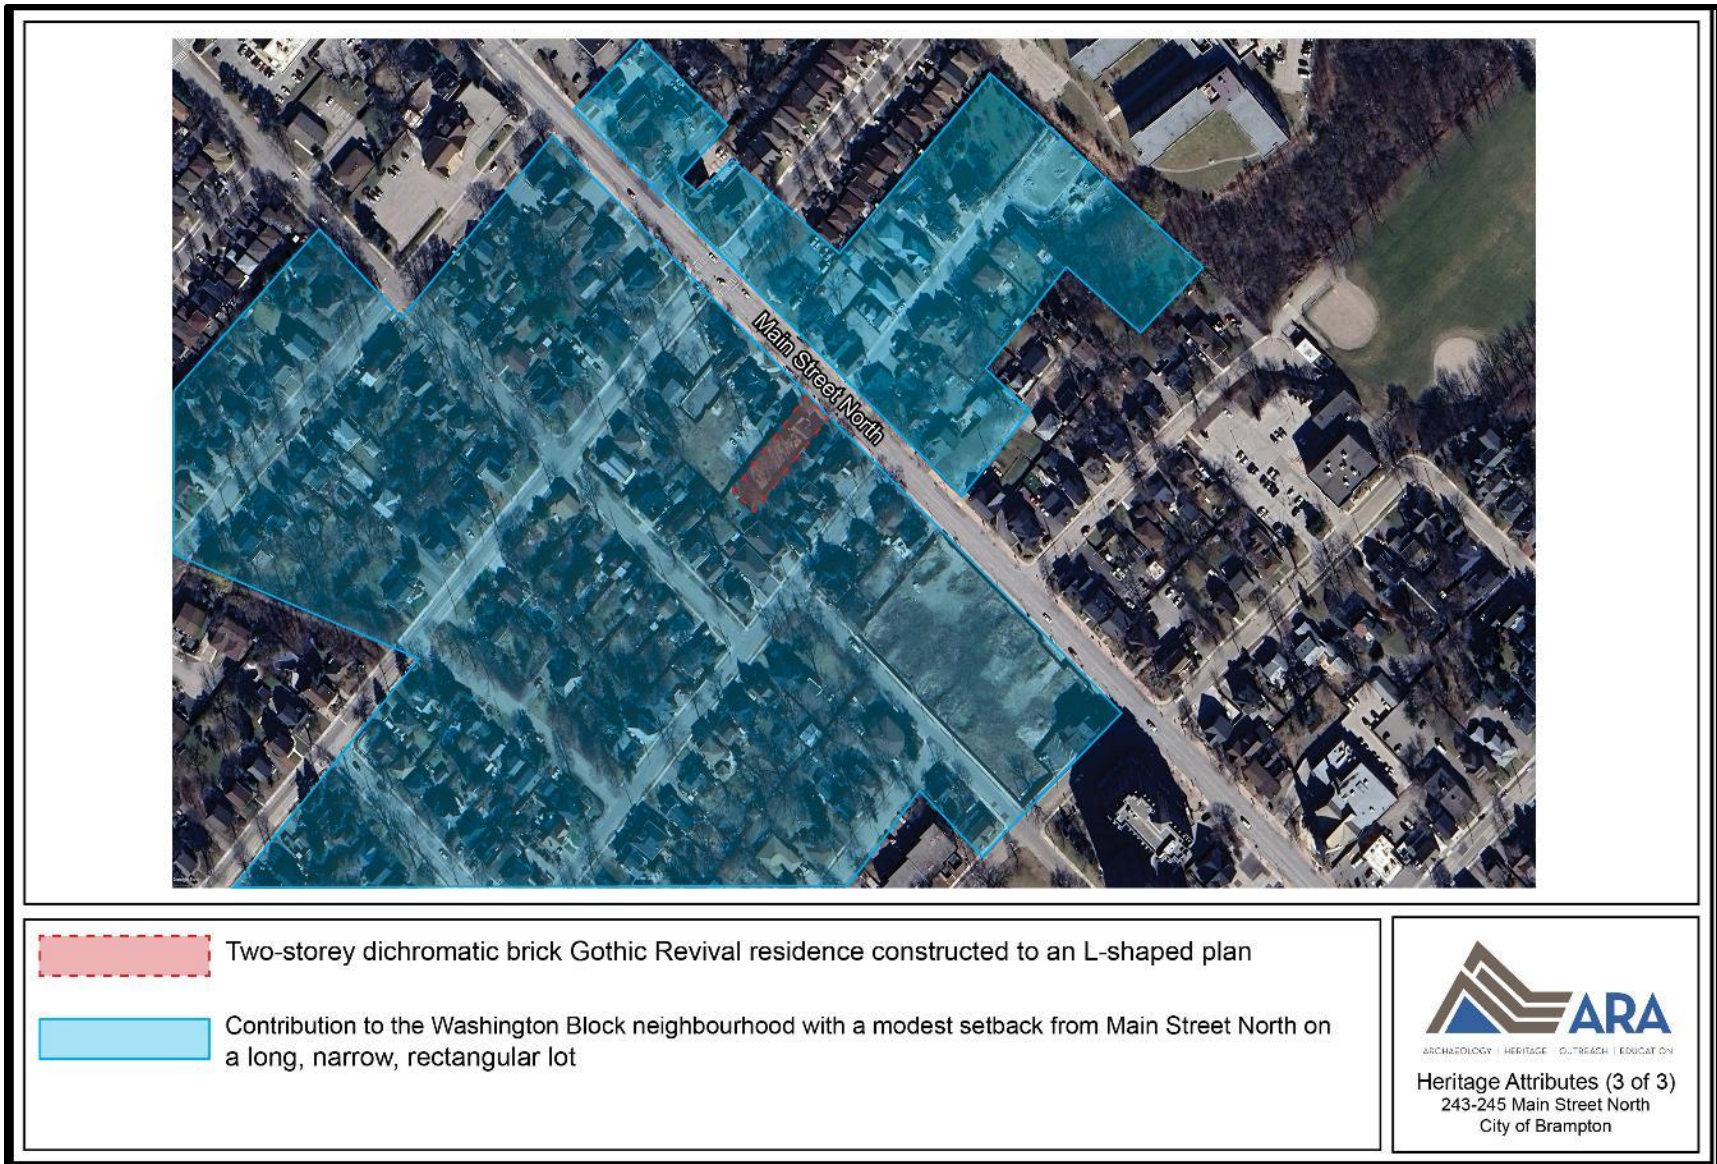 Main Street North
Two-storey dichromatic brick Gothic Revival residence constructed to an L-shaped plan
Contribution to the Washington Block neighbourhood with a modest setback from Main Street North on
a long, narrow, rectangular lot
ARA
ARCHAEOLOGY | HERITAGE | OUTREACH | EDUCATION
Heritage Attributes (3 of 3)
243-245 Main Street North
City of Brampton